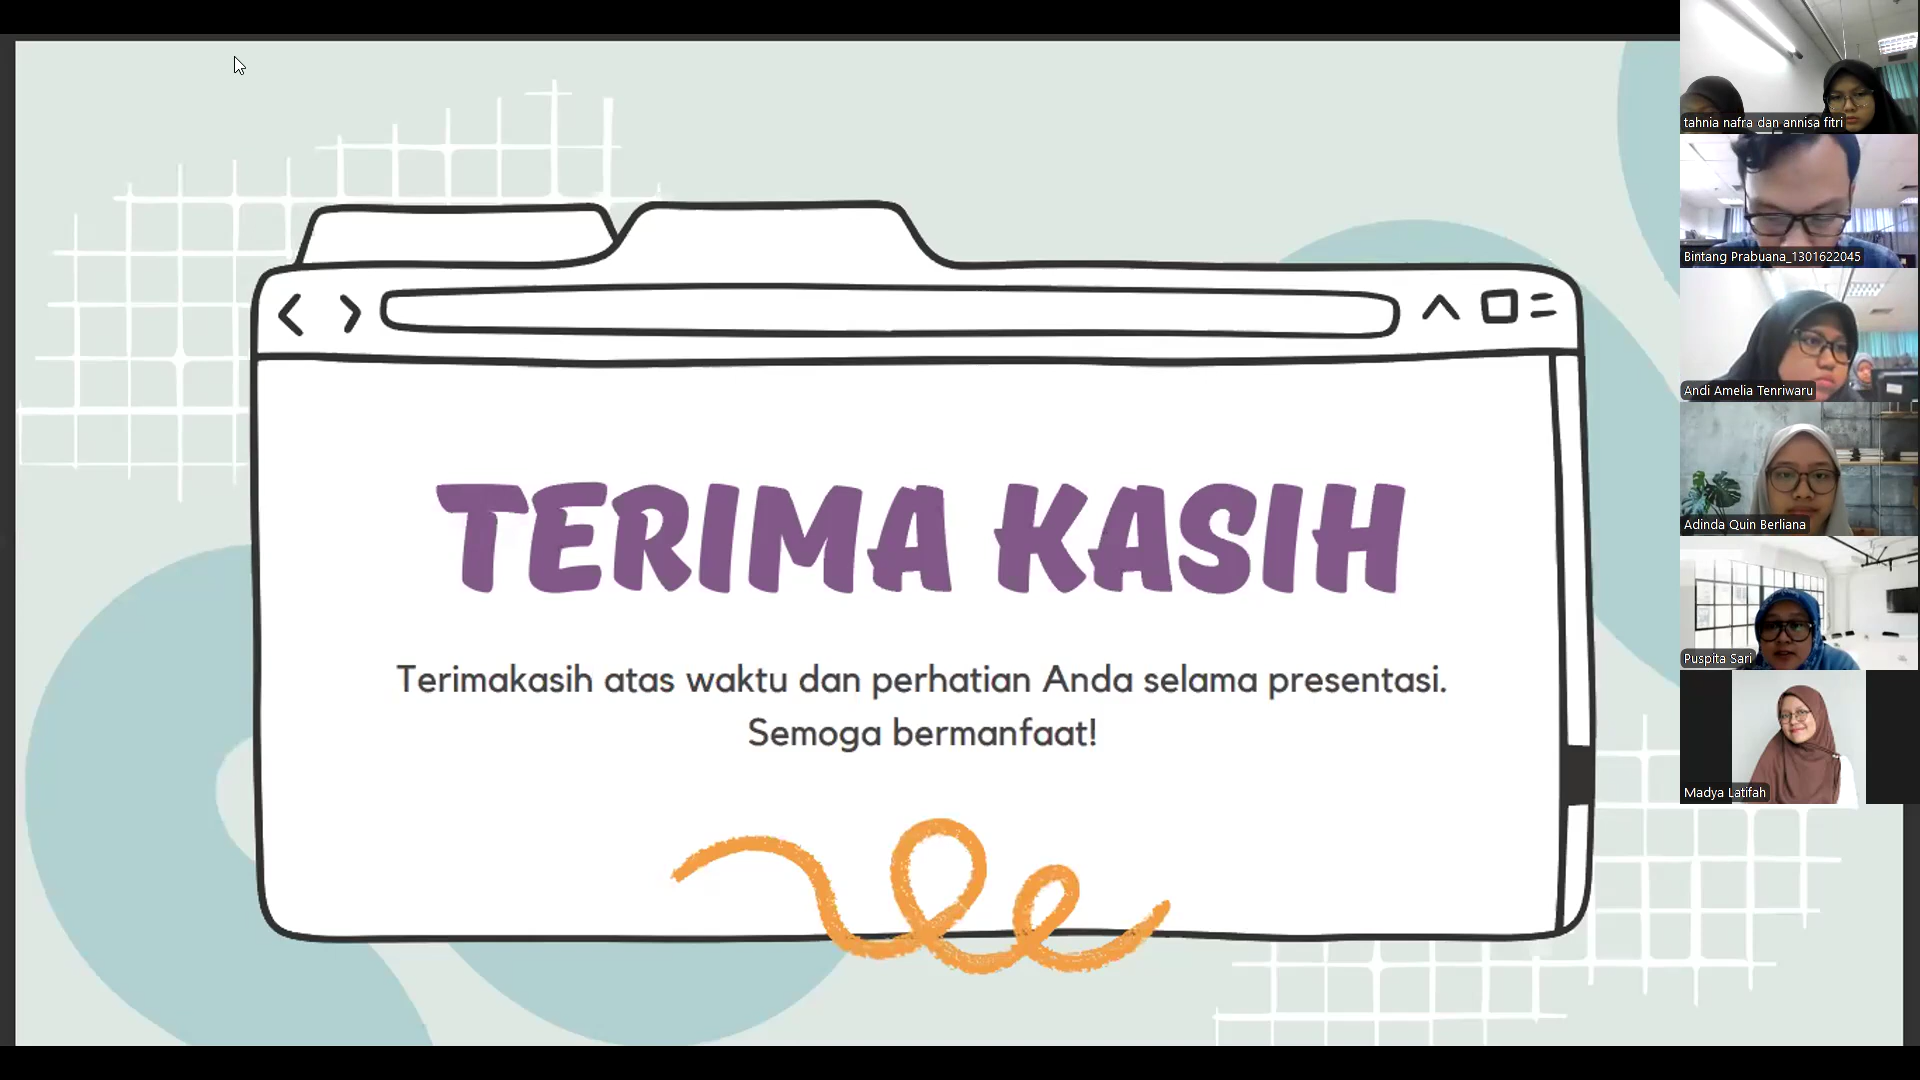 TERIMA KASIH
Terimakasih atas waktu dan perhatian Anda selama presentasi.
Semoga bermanfaat!
tahnia nafra dan annisa fitri
Bintang Prabuana_1301622045
Andi Amelia Tenriwaru
Adinda Quin Berliana
Puspita Sari
Madya Latifah